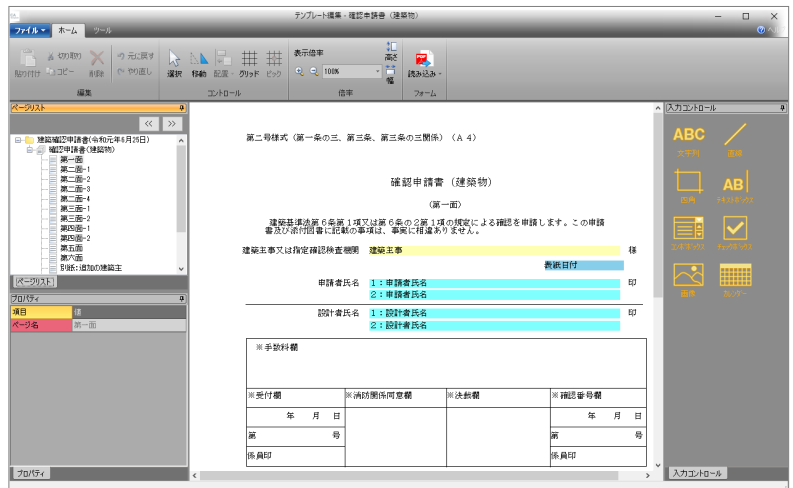 テンプレート編集 - 確認申請書（建築物）
ファイル ホーム ツール
貼り付け 切り取り コピー 削除 元に戻す やり直し
選択 移動 配置 グリッド ピック
表示倍率
100%
高さ
幅
読み込み
編集 コントロール 倍率 フォーム
ページリスト
<< >>
建築確認申請書(令和元年6月25日)
確認申請書(建築物)
第一面
第二面-1
第二面-2
第二面-3
第二面-4
第三面-1
第三面-2
第四面-1
第四面-2
第五面
第六面
別紙:追加の建築主
ページリスト
プロパティ
項目 値
ページ名 第一面
プロパティ
第二号様式（第一条の三、第三条、第三条の三関係）（A 4）
確認申請書（建築物）
（第一面）
建築基準法第６条第１項又は第６条の２第１項の規定による確認を申請します。この申請
書及び添付図書に記載の事項は、事実に相違ありません。
建築主事又は指定確認検査機関 建築主事 様
表紙日付
申請者氏名 1：申請者氏名 印
2：申請者氏名
設計者氏名 1：設計者氏名 印
2：設計者氏名
※手数料欄
※受付欄 ※消防関係同意欄 ※決裁欄 ※確認番号欄
年 月 日 年 月 日
第 号 第 号
係員印 係員印
入力コントロール
ABC AB
文字列 直線
四角 テキストボックス
コンボボックス チェックボックス
画像 カレンダー
入力コントロール